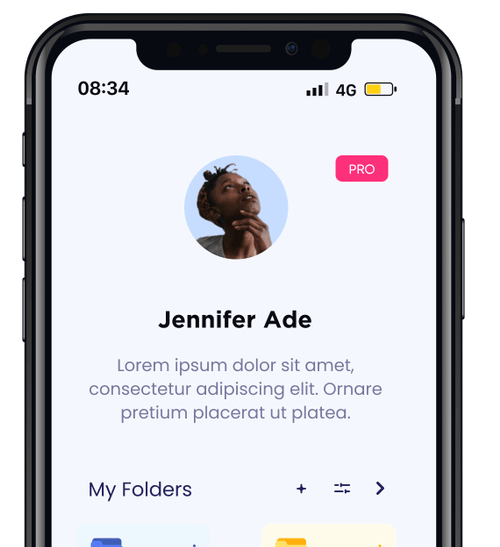 08:34
4G
PRO
Jennifer Ade
Lorem ipsum dolor sit amet,
consectetur adipiscing elit. Ornare
pretium placerat ut platea.
My Folders